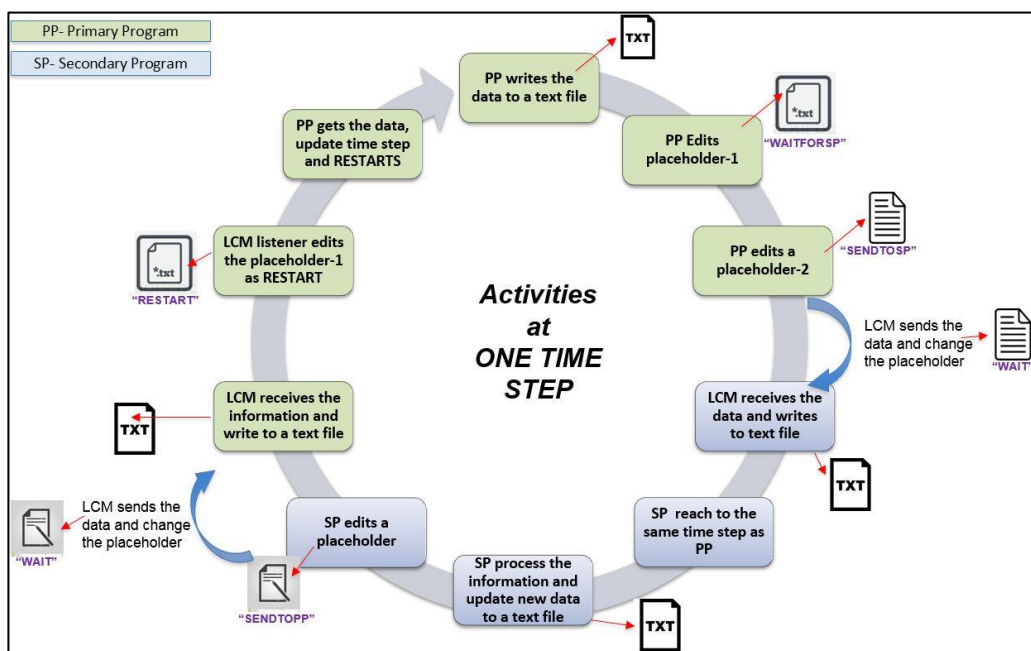 PP- Primary Program
SP- Secondary Program
TXT
PP writes the
data to a text file
PP Edits
placeholder-1
*.txt
“WAITFORSP”
PP edits a
placeholder-2
“SENDTOSP”
LCM sends the
data and change
the placeholder
“WAIT”
LCM receives the
data and writes
to text file
TXT
SP reach to the
same time step as
PP
SP process the
information and
update new data
to a text file
TXT
SP edits a
placeholder
“SENDTOPP”
LCM sends the
data and change
the placeholder
“WAIT”
LCM receives the
information and
write to a text file
TXT
LCM listener edits
the placeholder-1
as RESTART
*.txt
“RESTART”
PP gets the data,
update time step
and RESTARTS
Activities
at
ONE TIME
STEP